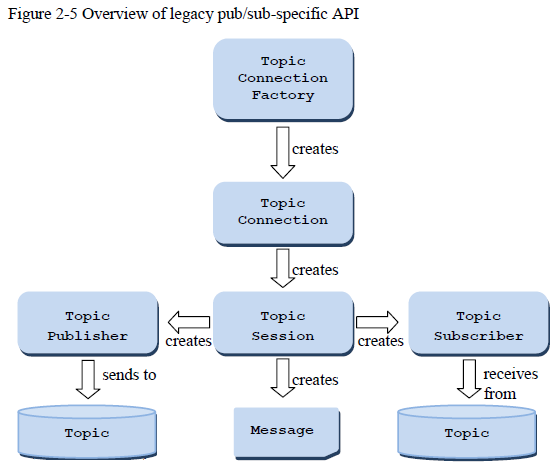 Figure 2-5 Overview of legacy pub/sub-specific API
Topic
Connection
Factory
creates
Topic
Connection
creates
Topic
Publisher
creates
Topic
Session
creates
Topic
Subscriber
sends to
creates
receives
from
Topic
Message
Topic